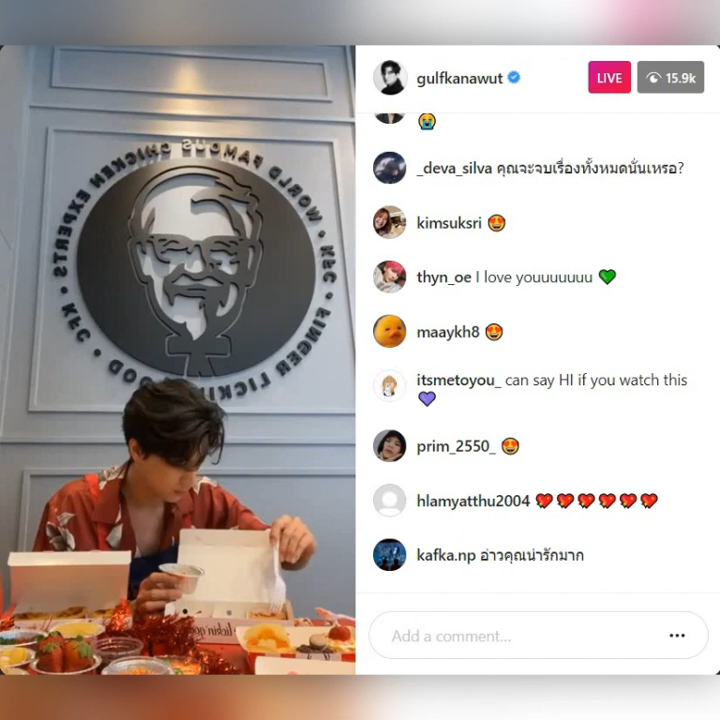 gulfkanawut
LIVE
15.9k
😭
_deva_silva คุณจะจบเรื่องทั้งหมดนั่นเหรอ?
kimsuksri 😍
thyn_oe I love youuuuuuu 💚
maaykh8 😍
itsmetoyou_ can say HI if you watch this
💜
prim_2550_ 😍
hlamyatthu2004 💖💖💖💖💖💖
kafka.np อ่าวคุณน่ารักมาก
Add a comment...
WORLD FAMOUS CHICKEN EXPERTS
• KFC •
FINGER LICKIN
OOD • KFC •
lickin' goo